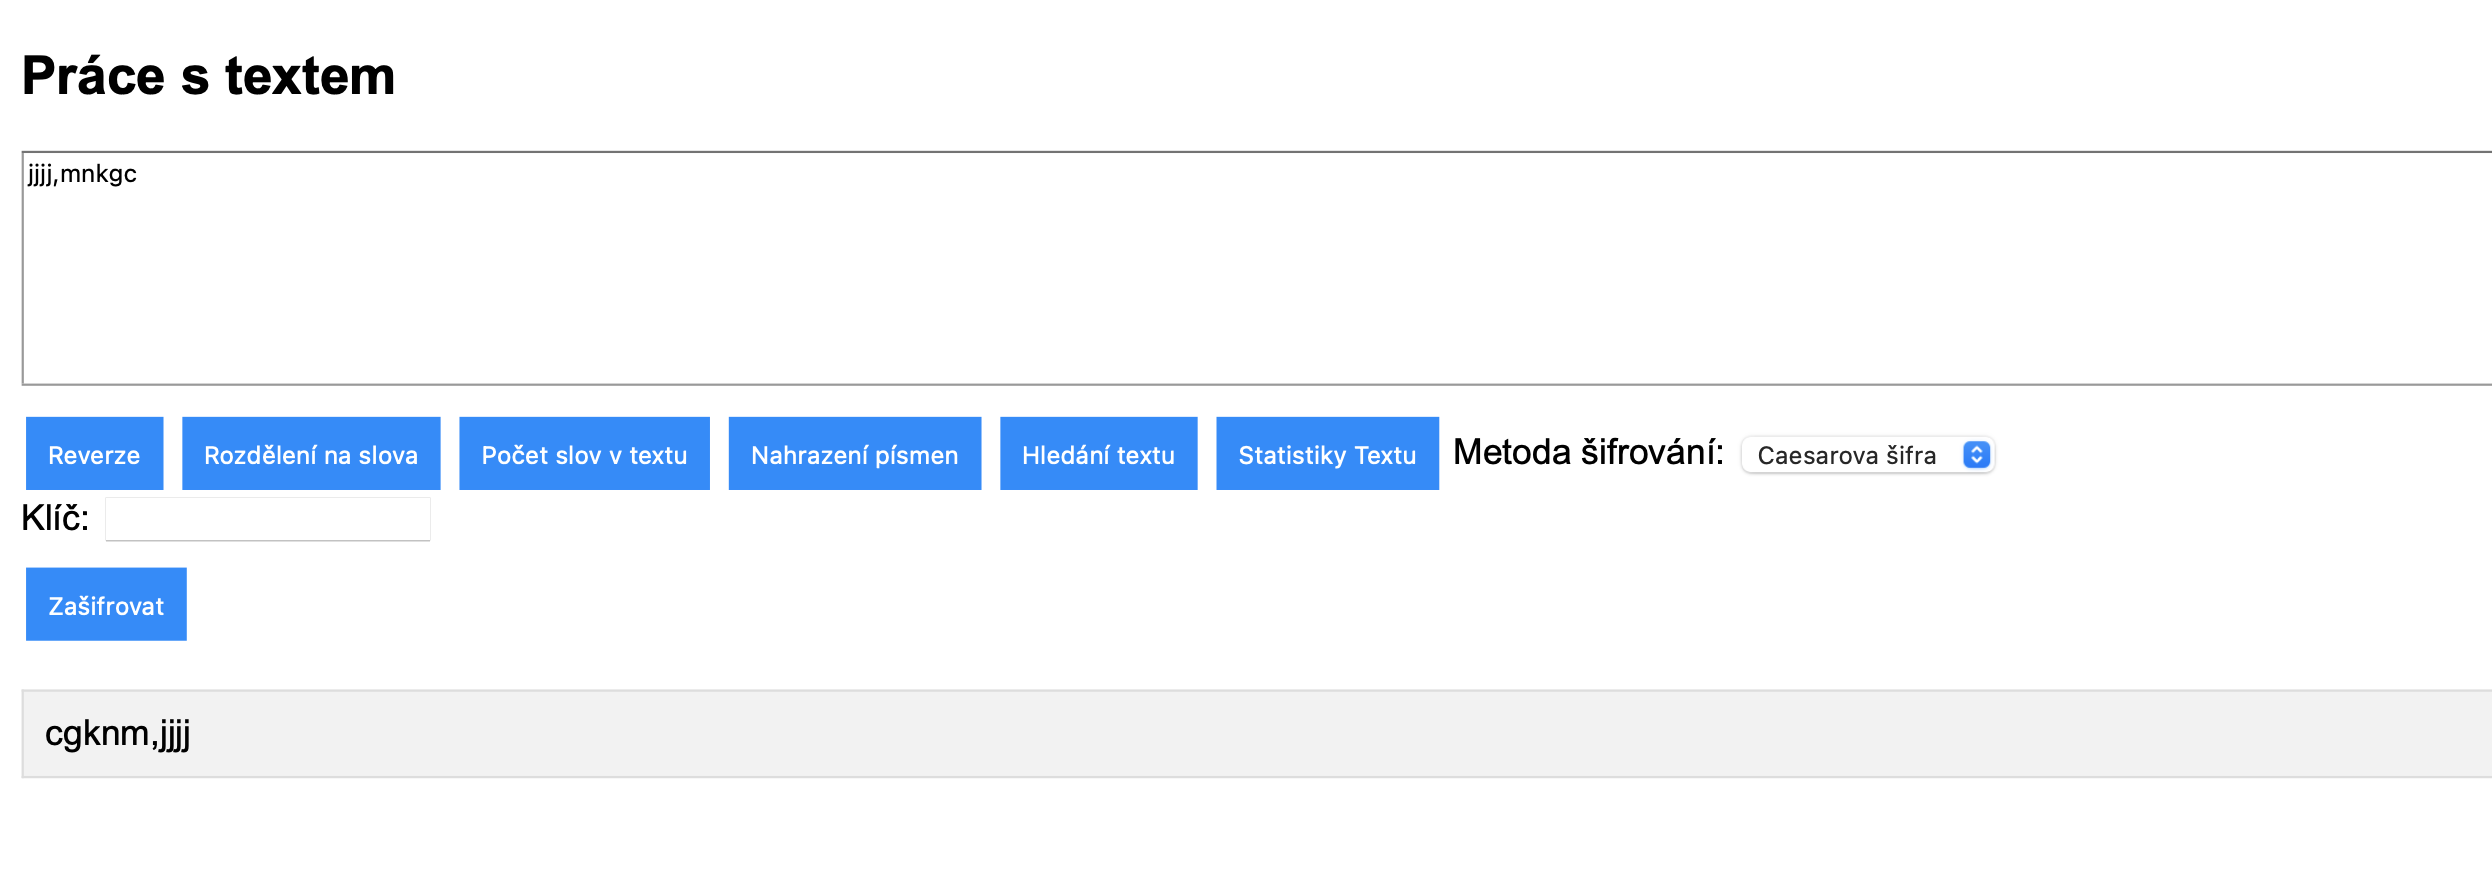 Práce s textem
jjjj,mnkgc
Reverze Rozdělení na slova Počet slov v textu Nahrazení písmen Hledání textu Statistiky Textu Metoda šifrování: Caesarova šifra
Klíč:
Zašifrovat
cgknm,jjjj